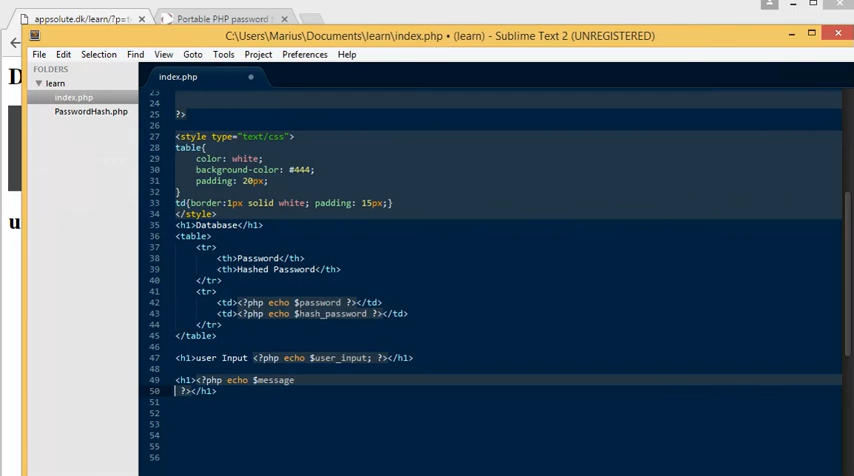 appsolute.dk/learn/?p=t
Portable PHP password
C:\Users\Marius\Documents\learn\index.php • (learn) - Sublime Text 2 (UNREGISTERED)
File Edit Selection Find View Goto Tools Project Preferences Help
FOLDERS
learn
index.php
PasswordHash.php
index.php
23
24
25 ?>
26
27 <style type="text/css">
28 table{
29 color: white;
30 background-color: #444;
31 padding: 20px;
32 }
33 td{border:1px solid white; padding: 15px;}
34 </style>
35 <h1>Database</h1>
36 <table>
37 <tr>
38 <th>Password</th>
39 <th>Hashed Password</th>
40 </tr>
41 <tr>
42 <td><?php echo $password ?></td>
43 <td><?php echo $hash_password ?></td>
44 </tr>
45 </table>
46
47 <h1>user Input <?php echo $user_input; ?></h1>
48
49 <h1><?php echo $message
50 ?></h1>
51
52
53
54
55
56